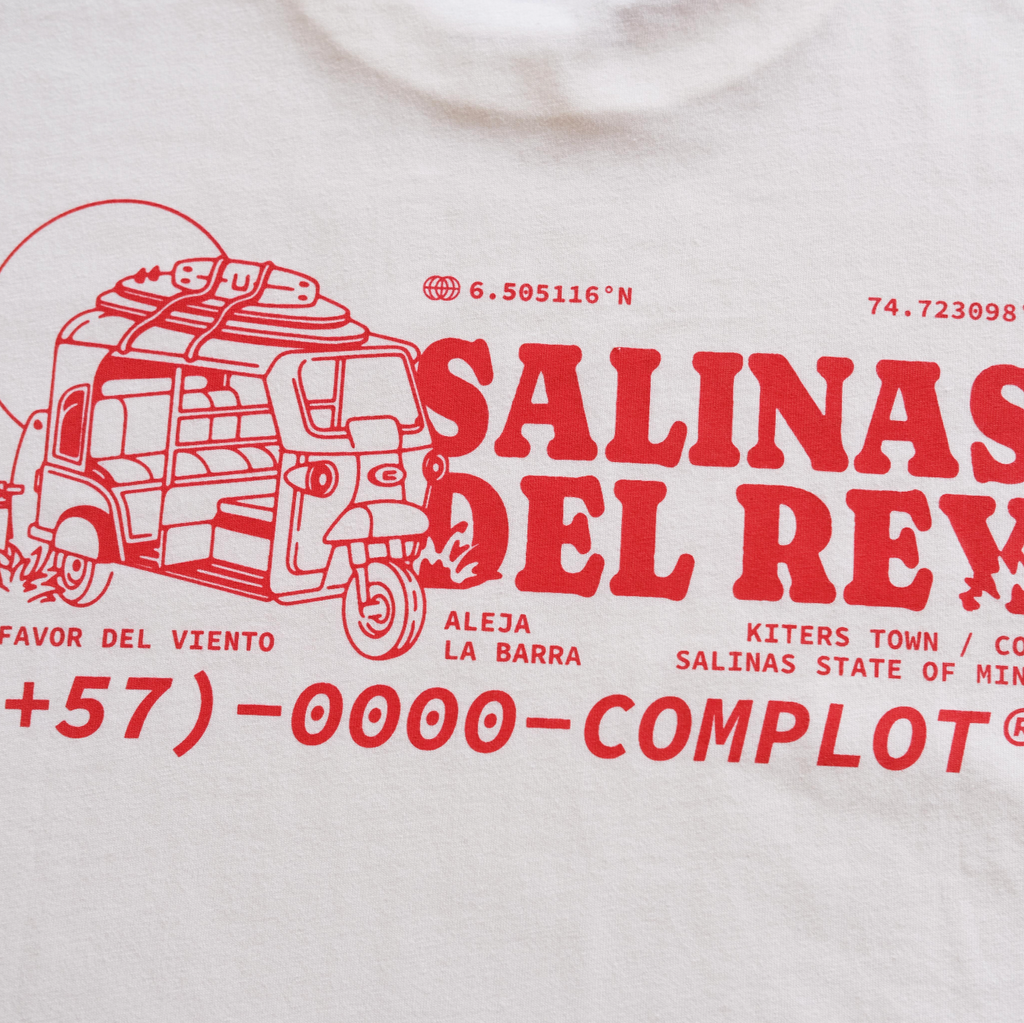 6.505116°N
74.723098°
SALINAS
DEL REY
FAVOR DEL VIENTO
ALEJA
LA BARRA
KITERS TOWN / CO
SALINAS STATE OF MIN
+57)-0000-COMPLOT®